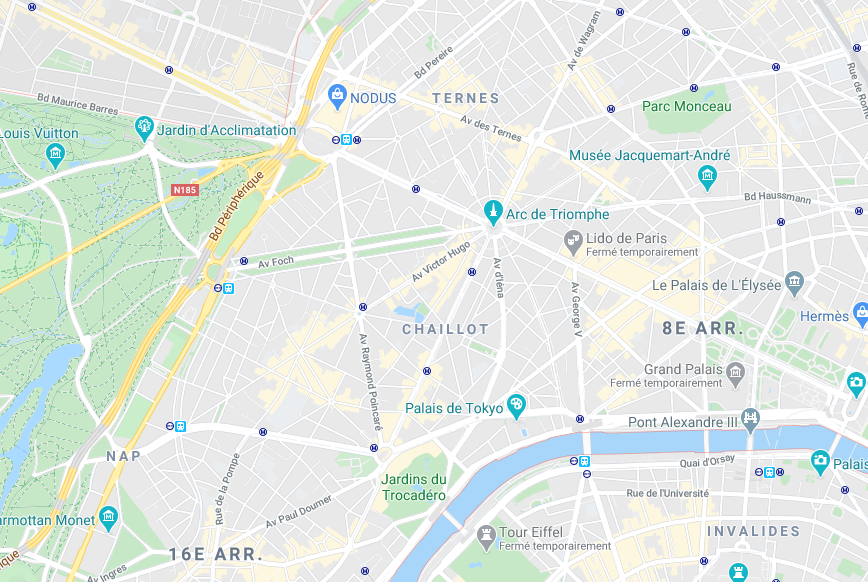 Av de Wagram
Rue de Rome
Bd Pereire
NODUS
TERNES
Bd Maurice Barres
Parc Monceau
Louis Vuitton
Jardin d'Acclimatation
Av des Ternes
Musée Jacquemart-André
N185
Bd Périphérique
Bd Haussmann
Arc de Triomphe
Lido de Paris
Fermé temporairement
Av Foch
Av Victor Hugo
Av d'Iéna
Av George V
Le Palais de L'Élysée
Hermès
CHAILLOT
8E ARR.
Av Raymond Poincaré
Grand Palais
Fermé temporairement
Palais de Tokyo
Pont Alexandre III
NAP
Quai d'Orsay
Palais
Rue de la Pompe
Jardins du
Trocadéro
Rue de l'Université
armottan Monet
Av Paul Doumer
Tour Eiffel
Fermé temporairement
INVALIDES
16E ARR.
Av Ingres
ique